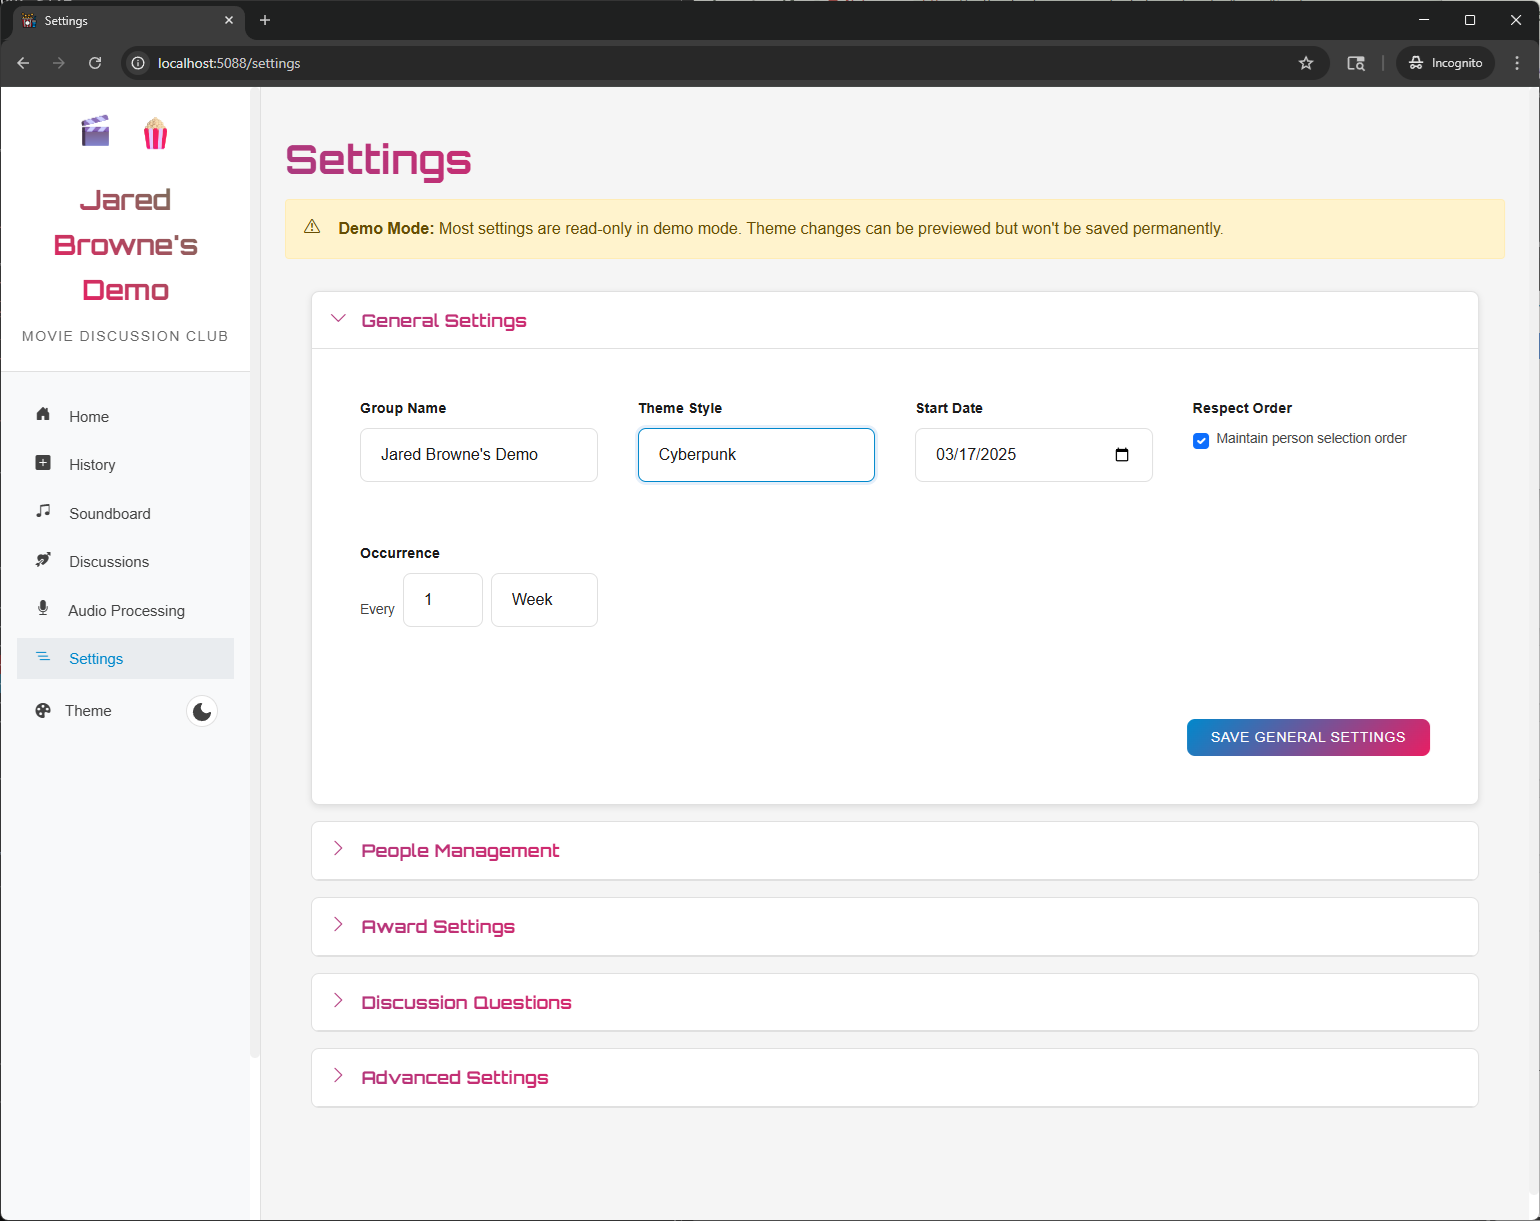 Settings
localhost:5088/settings
Incognito
Jared
Browne's
Demo
MOVIE DISCUSSION CLUB
Home
History
Soundboard
Discussions
Audio Processing
Settings
Theme
Settings
Demo Mode: Most settings are read-only in demo mode. Theme changes can be previewed but won't be saved permanently.
General Settings
Group Name
Jared Browne's Demo
Theme Style
Cyberpunk
Start Date
03/17/2025
Respect Order
Maintain person selection order
Occurrence
Every 1 Week
SAVE GENERAL SETTINGS
People Management
Award Settings
Discussion Questions
Advanced Settings